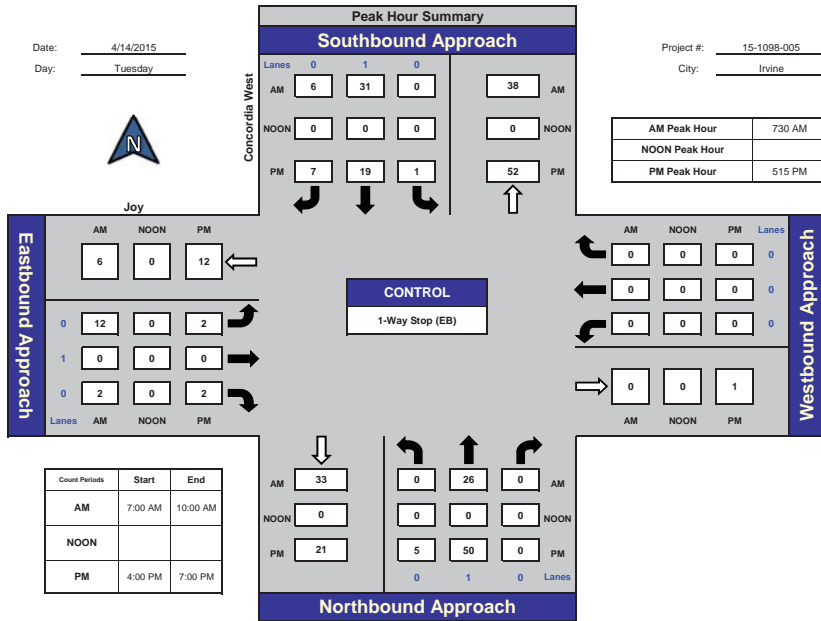 Peak Hour Summary
Southbound Approach
Date: 4/14/2015
Day: Tuesday
Project #: 15-1098-005
City: Irvine
Concordia West
Lanes 0 1 0
AM 6 31 0 38 AM
NOON 0 0 0 0 NOON
PM 7 19 1 52 PM
N
AM Peak Hour 730 AM
NOON Peak Hour
PM Peak Hour 515 PM
Joy
Eastbound Approach
AM NOON PM
6 0 12
0 12 0 2
1 0 0 0
0 2 0 2
Lanes AM NOON PM
CONTROL
1-Way Stop (EB)
AM NOON PM Lanes
0 0 0 0
0 0 0 0
0 0 0 0
0 0 1
AM NOON PM
Westbound Approach
Count Periods Start End
AM 7:00 AM 10:00 AM
NOON
PM 4:00 PM 7:00 PM
AM 33 0 26 0 AM
NOON 0 0 0 0 NOON
PM 21 5 50 0 PM
0 1 0 Lanes
Northbound Approach